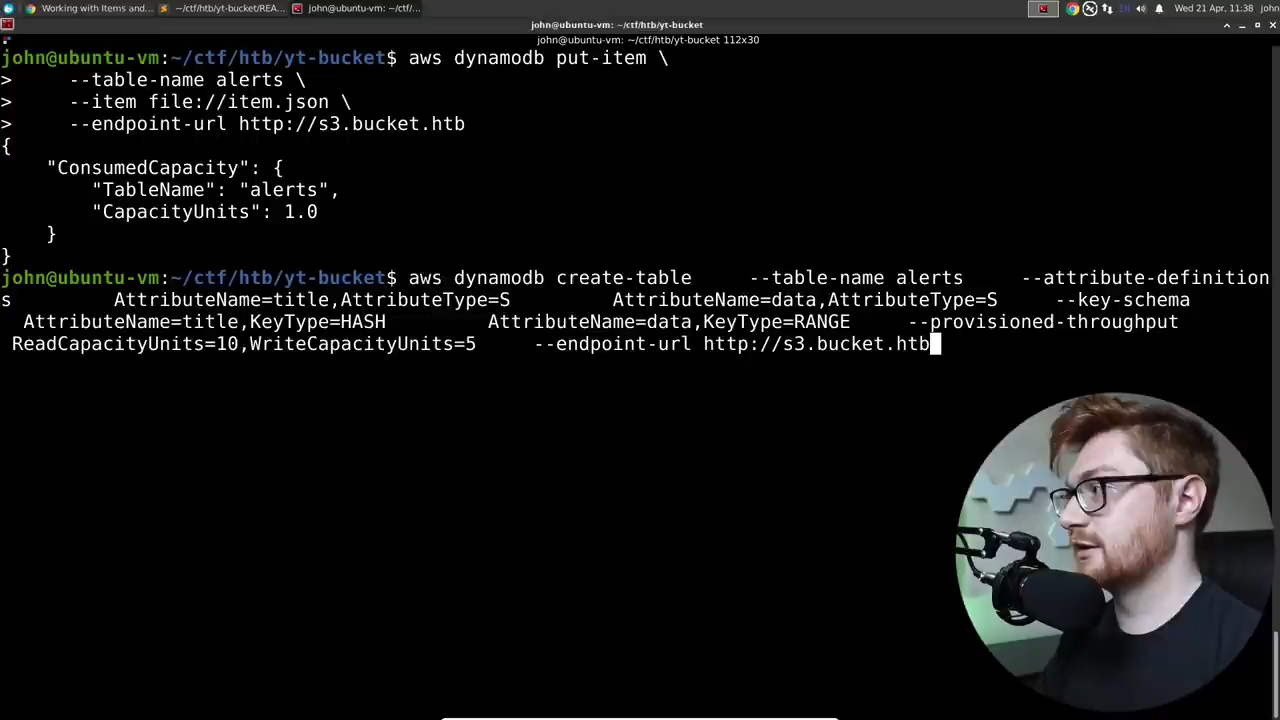 Working with Items and...
~/ctf/htb/yt-bucket/REA...
john@ubuntu-vm: ~/ctf/...
EN
Wed 21 Apr, 11:38
john
john@ubuntu-vm: ~/ctf/htb/yt-bucket
john@ubuntu-vm: ~/ctf/htb/yt-bucket 112x30
john@ubuntu-vm:~/ctf/htb/yt-bucket$ aws dynamodb put-item \
>     --table-name alerts \
>     --item file://item.json \
>     --endpoint-url http://s3.bucket.htb
{
    "ConsumedCapacity": {
        "TableName": "alerts",
        "CapacityUnits": 1.0
    }
}
john@ubuntu-vm:~/ctf/htb/yt-bucket$ aws dynamodb create-table     --table-name alerts     --attribute-definition
s         AttributeName=title,AttributeType=S         AttributeName=data,AttributeType=S     --key-schema
  AttributeName=title,KeyType=HASH         AttributeName=data,KeyType=RANGE     --provisioned-throughput
 ReadCapacityUnits=10,WriteCapacityUnits=5     --endpoint-url http://s3.bucket.htb